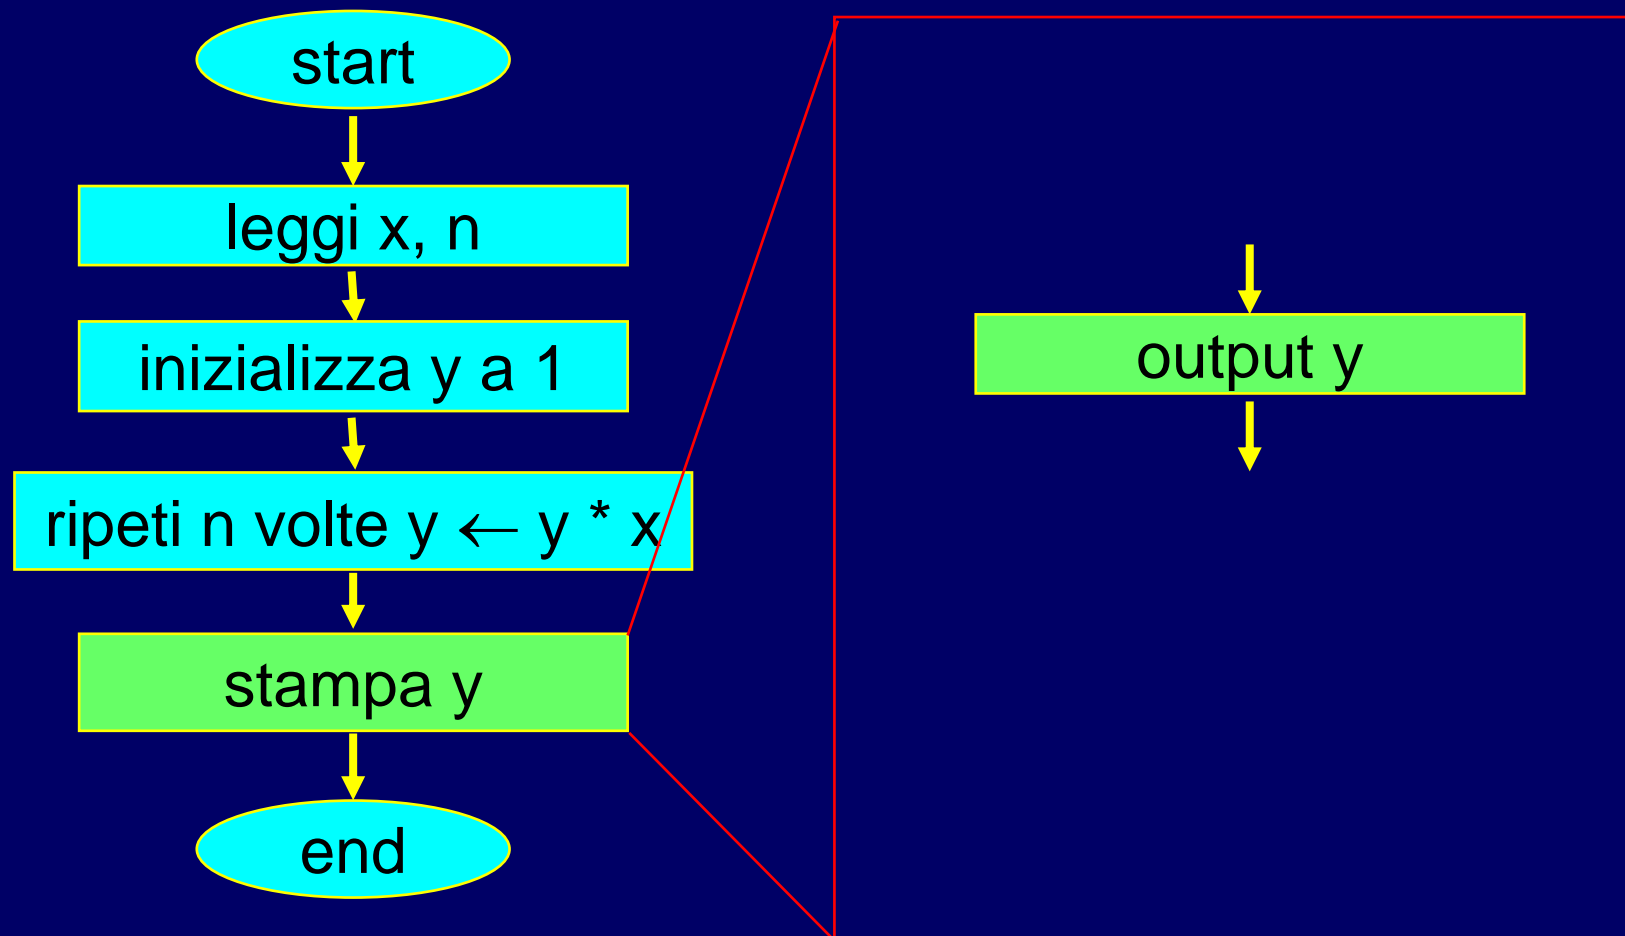 start
leggi x, n
inizializza y a 1
ripeti n volte y ← y * x
stampa y
end
output y